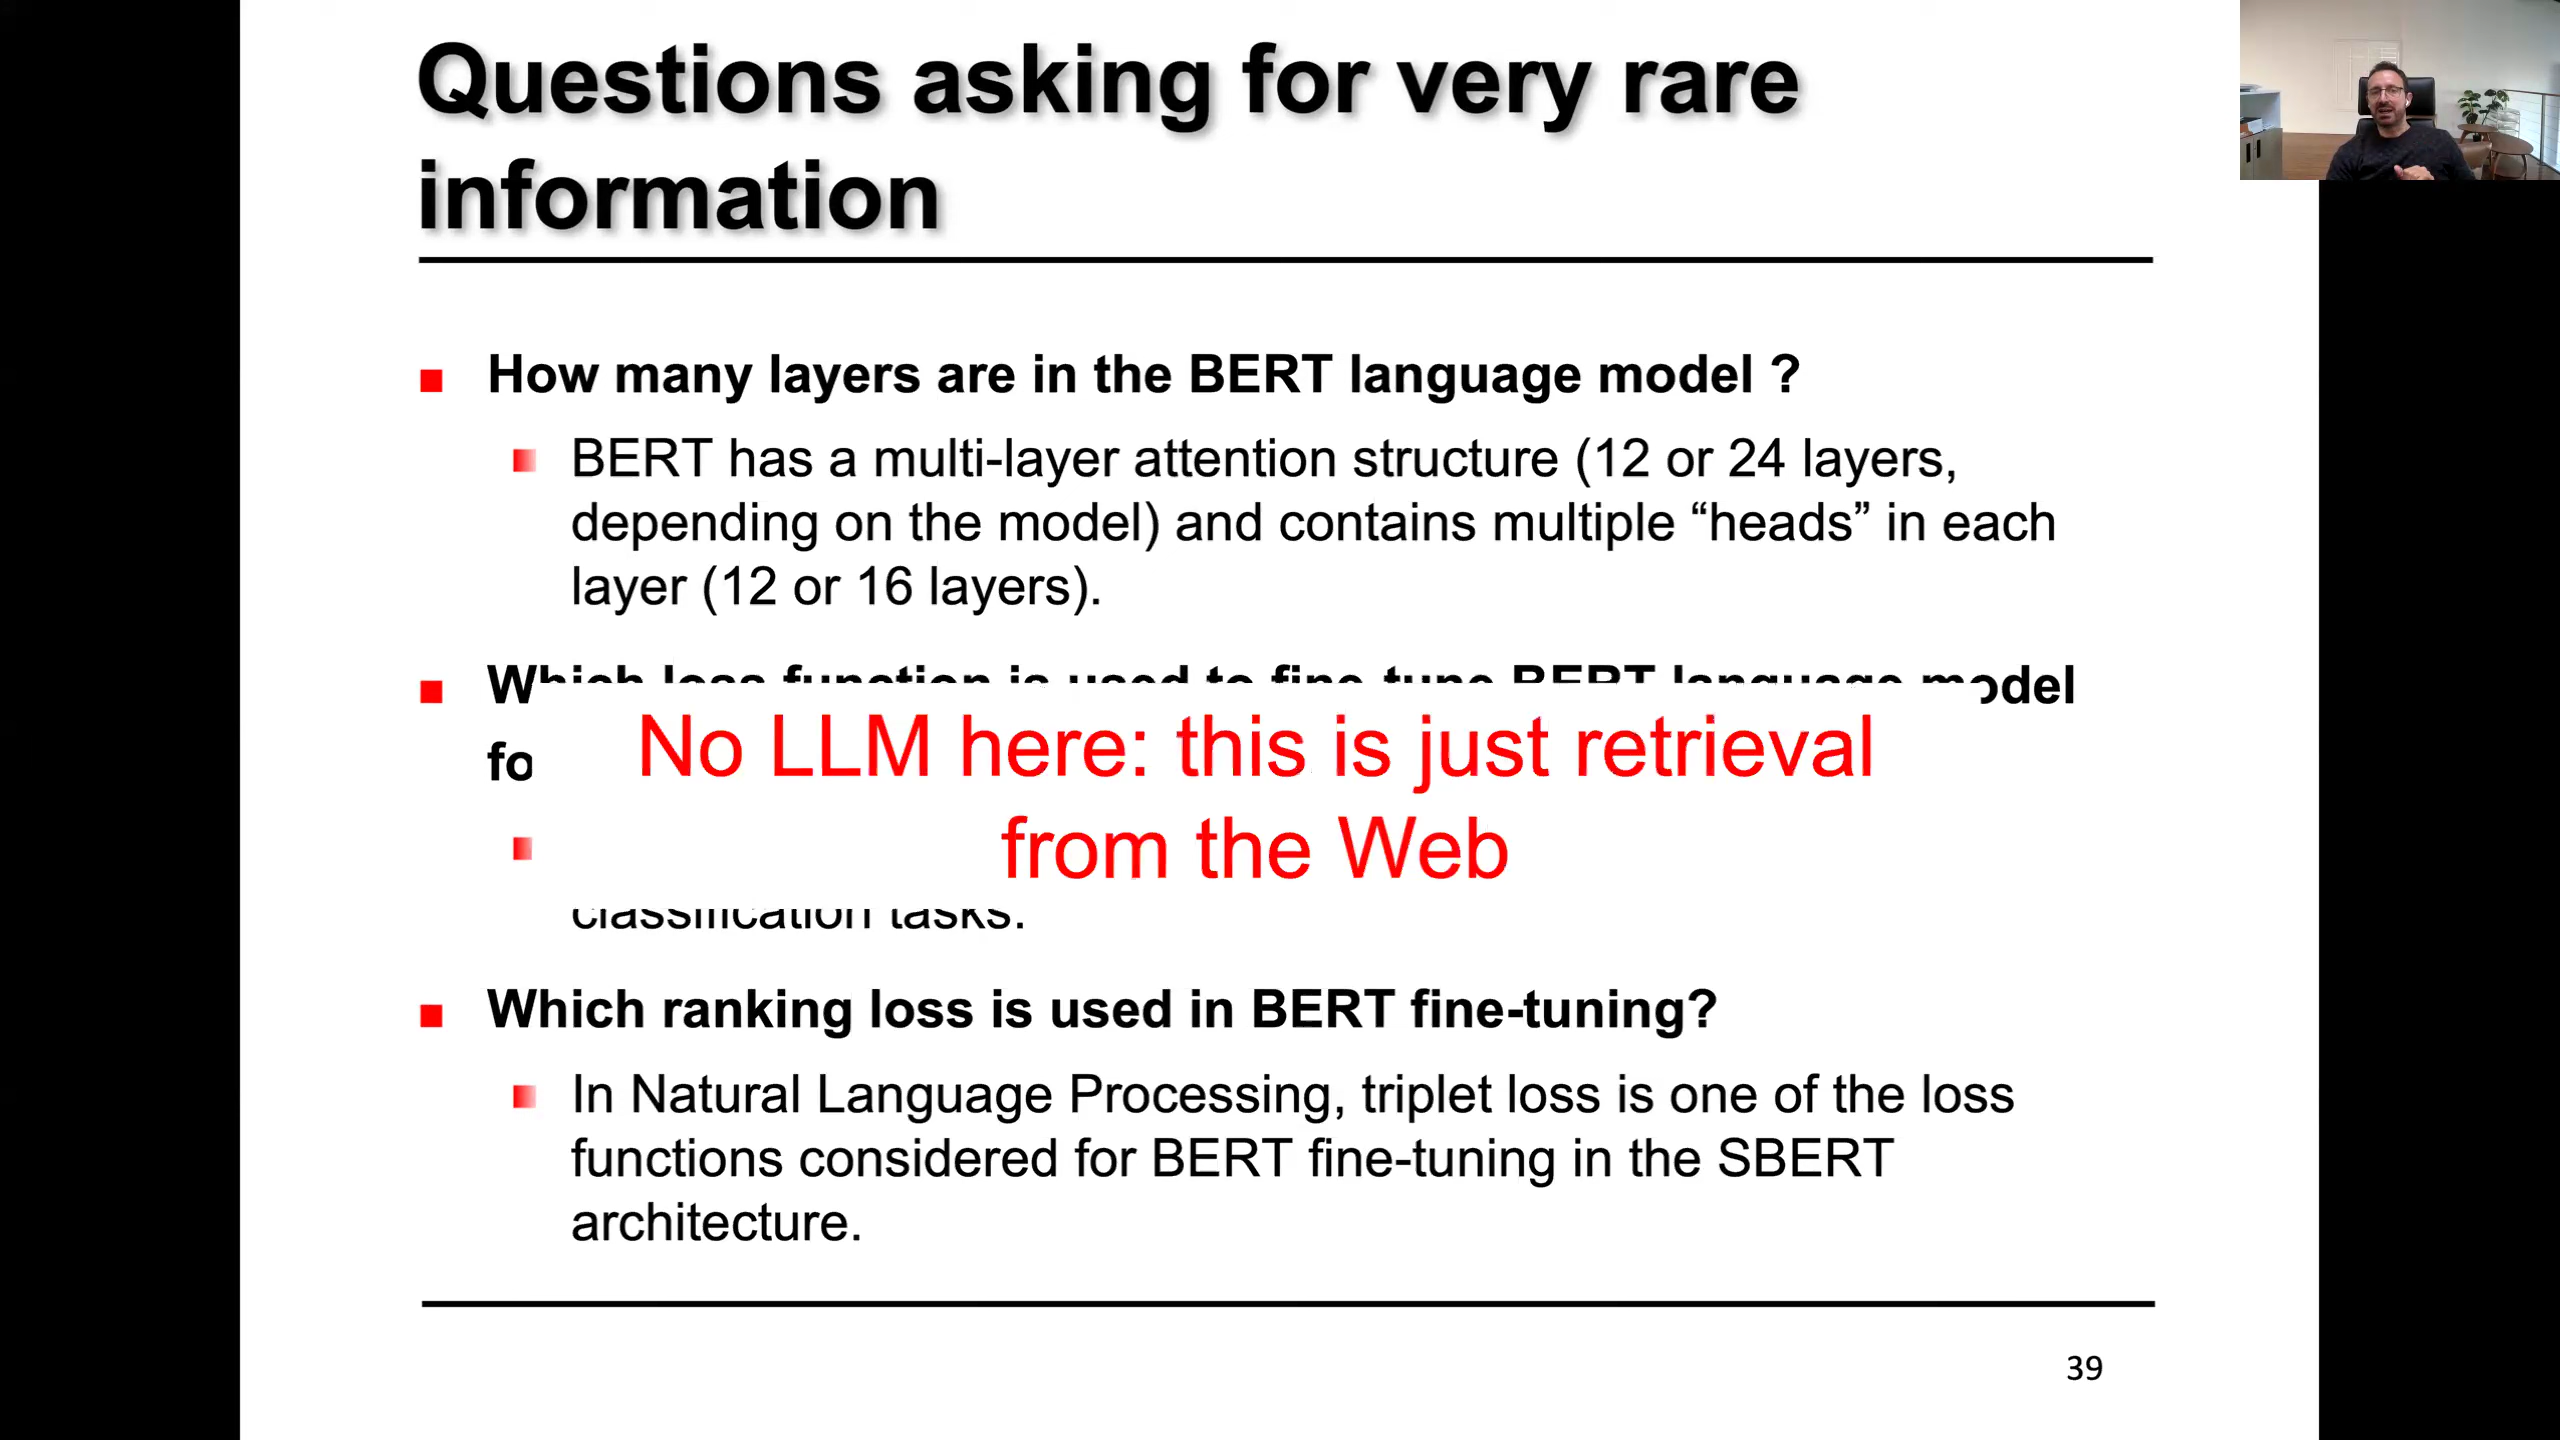 Questions asking for very rare
information
How many layers are in the BERT language model ?
BERT has a multi-layer attention structure (12 or 24 layers,
depending on the model) and contains multiple “heads” in each
layer (12 or 16 layers).
Which loss function is used to fine-tune BERT language model
No LLM here: this is just retrieval
from the Web
classification tasks.
Which ranking loss is used in BERT fine-tuning?
In Natural Language Processing, triplet loss is one of the loss
functions considered for BERT fine-tuning in the SBERT
architecture.
39